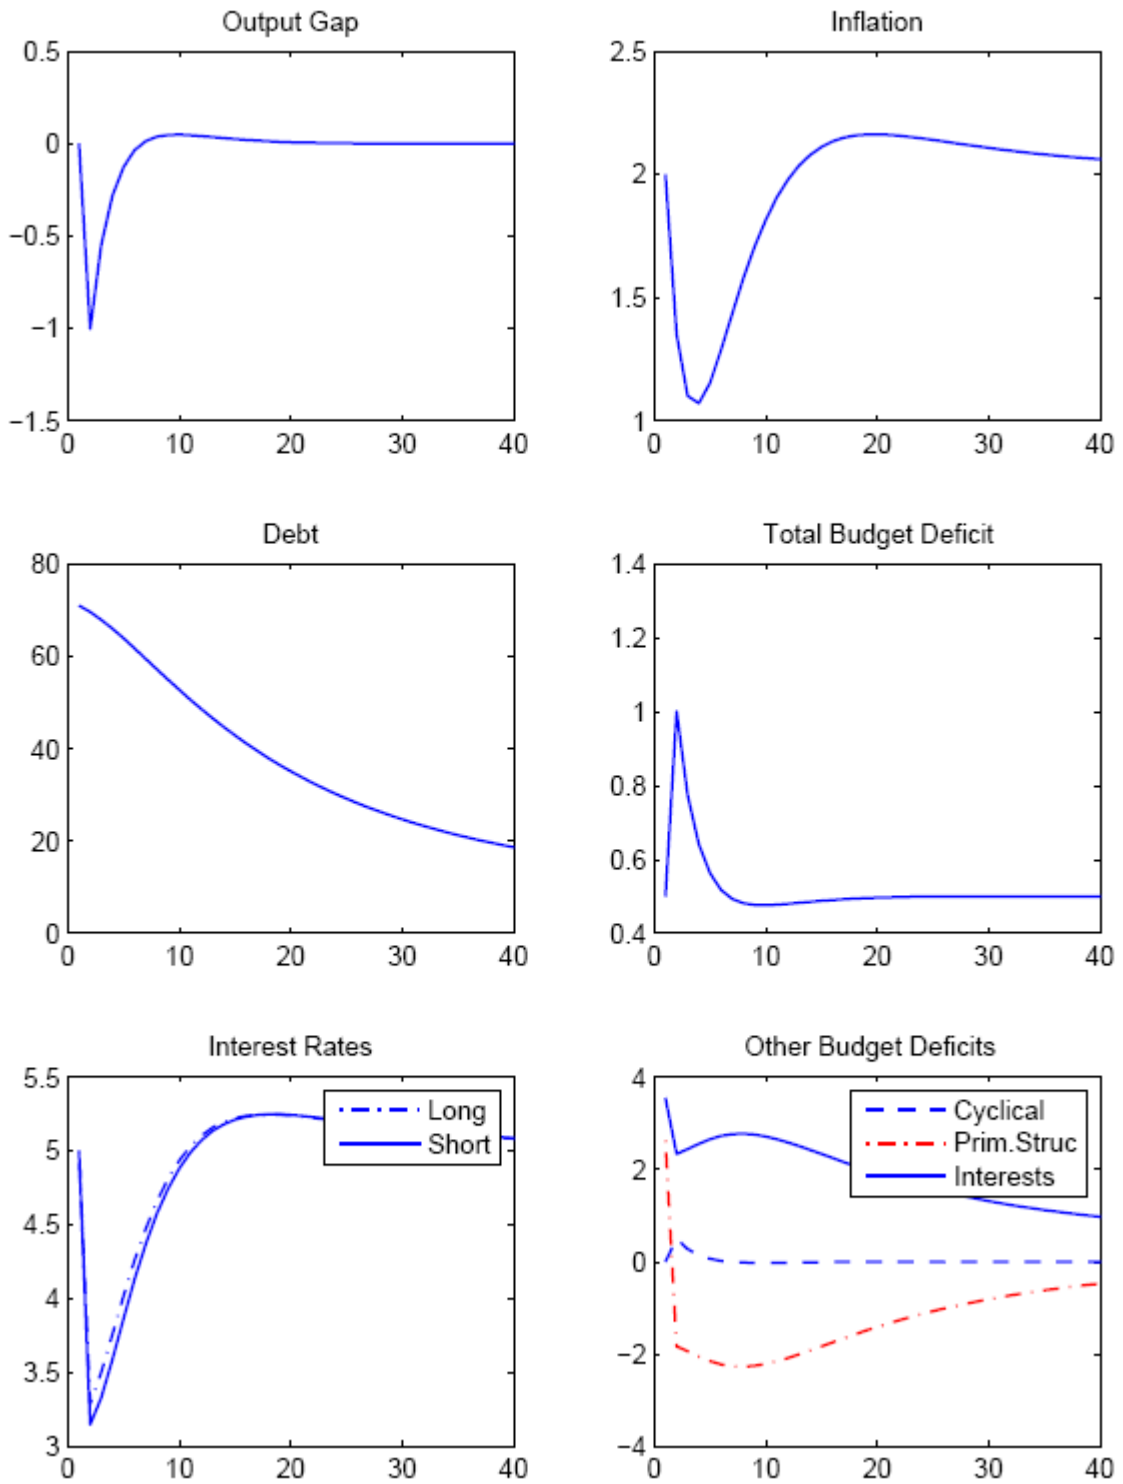 Output Gap
Inflation
0.5
0
−0.5
−1
−1.5
0 10 20 30 40
2.5
2
1.5
1
0 10 20 30 40
Debt
Total Budget Deficit
80
60
40
20
0
0 10 20 30 40
1.4
1.2
1
0.8
0.6
0.4
0 10 20 30 40
Interest Rates
Other Budget Deficits
5.5
5
4.5
4
3.5
3
0 10 20 30 40
Long
Short
4
2
0
−2
−4
0 10 20 30 40
Cyclical
Prim.Struc
Interests